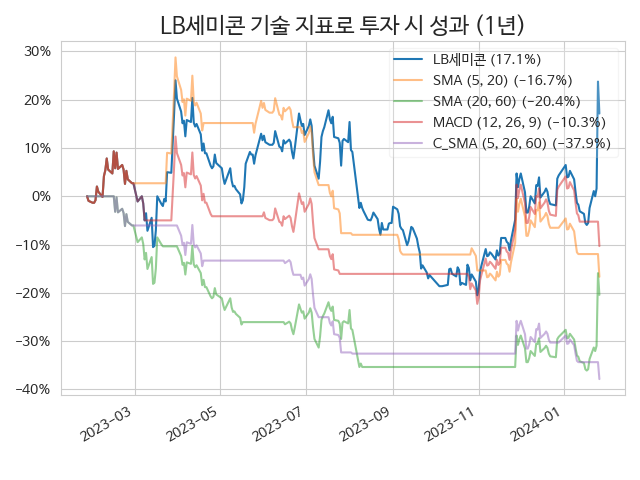 LB세미콘 기술 지표로 투자 시 성과 (1년)
LB세미콘 (17.1%)
SMA (5, 20) (−16.7%)
SMA (20, 60) (−20.4%)
MACD (12, 26, 9) (−10.3%)
C_SMA (5, 20, 60) (−37.9%)
30%
20%
10%
0%
−10%
−20%
−30%
−40%
2023−03
2023−05
2023−07
2023−09
2023−11
2024−01